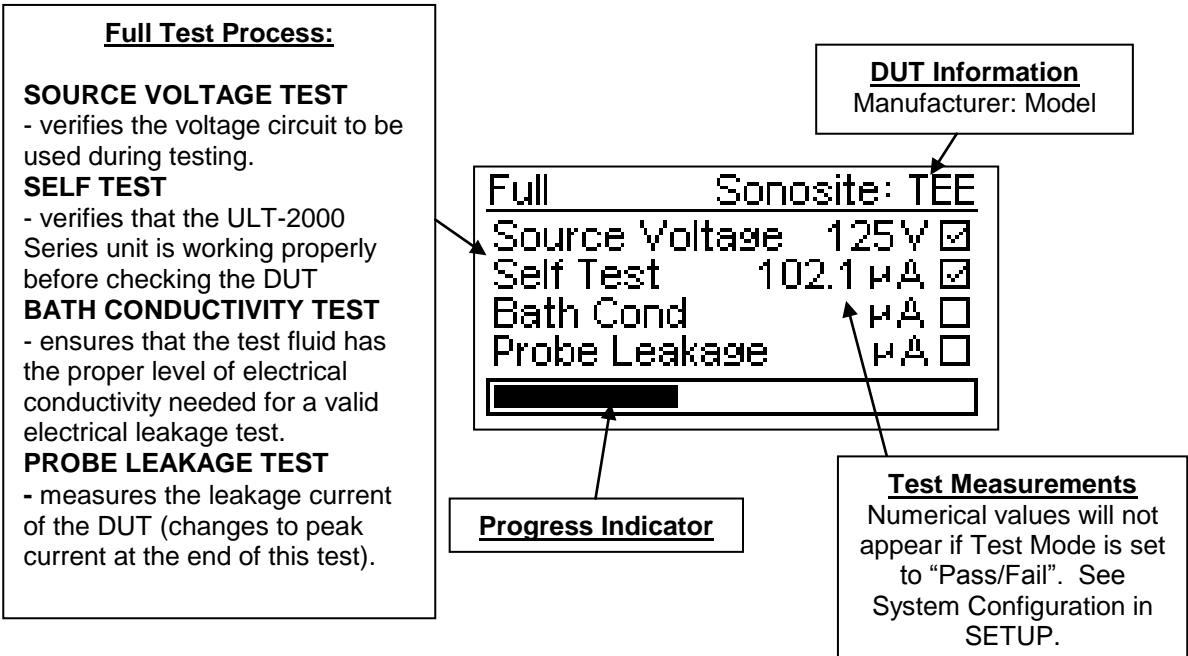 Full Test Process:
SOURCE VOLTAGE TEST
- verifies the voltage circuit to be
used during testing.
SELF TEST
- verifies that the ULT-2000
Series unit is working properly
before checking the DUT
BATH CONDUCTIVITY TEST
- ensures that the test fluid has
the proper level of electrical
conductivity needed for a valid
electrical leakage test.
PROBE LEAKAGE TEST
- measures the leakage current
of the DUT (changes to peak
current at the end of this test).
DUT Information
Manufacturer: Model
Full Sonosite: TEE
Source Voltage 125V ☑
Self Test 102.1 µA ☑
Bath Cond µA ☐
Probe Leakage µA ☐
Progress Indicator
Test Measurements
Numerical values will not
appear if Test Mode is set
to “Pass/Fail”. See
System Configuration in
SETUP.